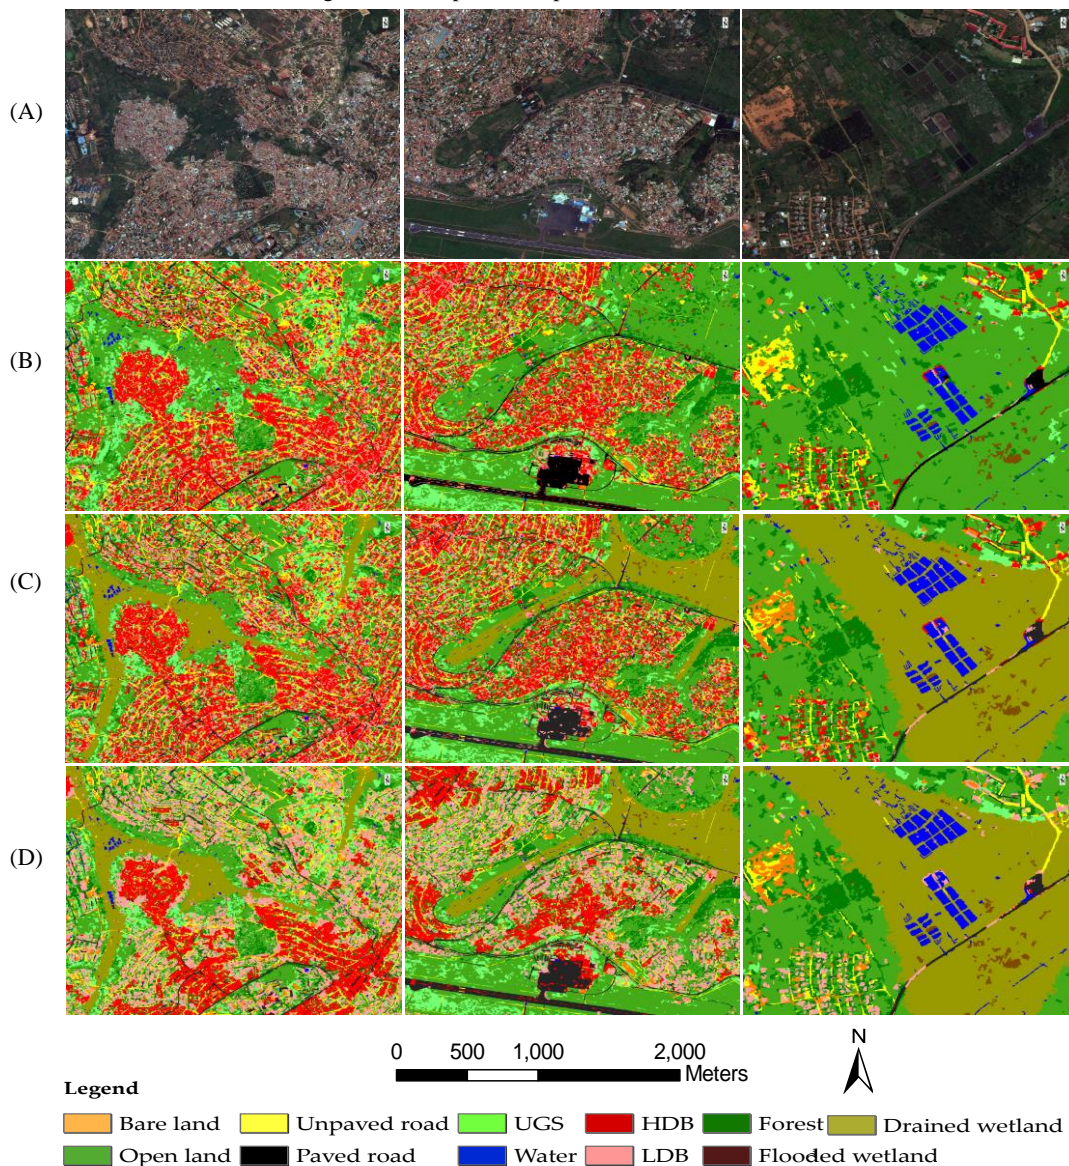 (A)
(B)
(C)
(D)
N
0 500 1,000 2,000
Meters
Legend
Bare land Unpaved road UGS HDB Forest Drained wetland
Open land Paved road Water LDB Flooded wetland